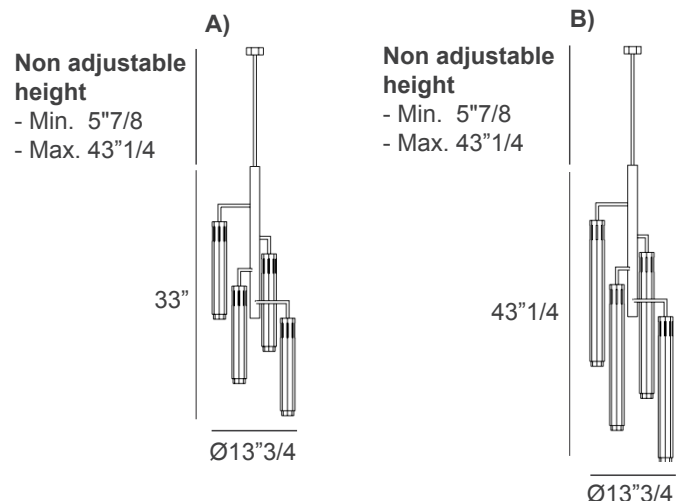 A)
Non adjustable
height
- Min. 5"7/8
- Max. 43”1/4
33”
Ø13”3/4
B)
Non adjustable
height
- Min. 5"7/8
- Max. 43”1/4
43”1/4
Ø13”3/4